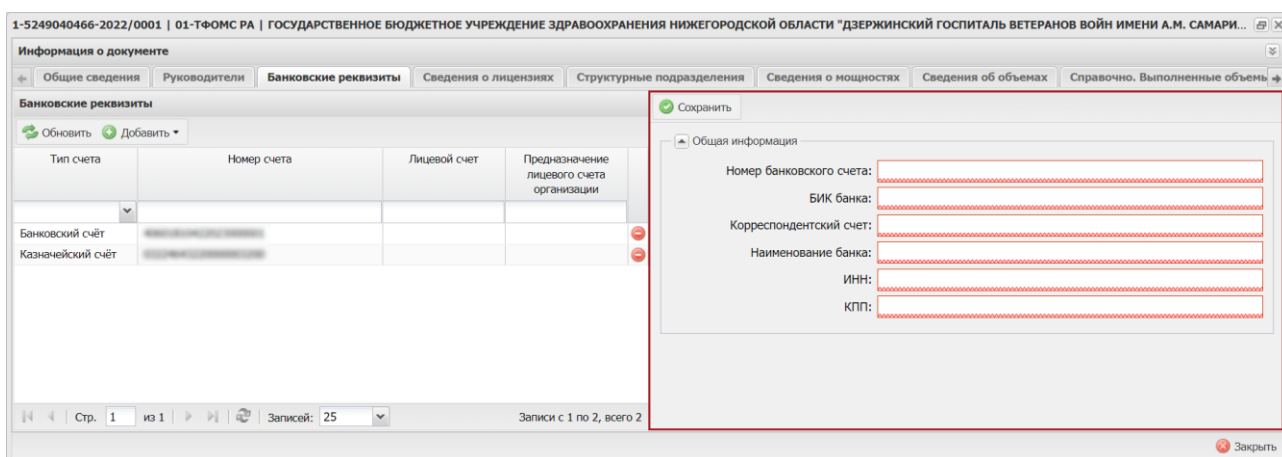 1-5249040466-2022/0001 | 01-ТФОМС РА | ГОСУДАРСТВЕННОЕ БЮДЖЕТНОЕ УЧРЕЖДЕНИЕ ЗДРАВООХРАНЕНИЯ НИЖЕГОРОДСКОЙ ОБЛАСТИ "ДЗЕРЖИНСКИЙ ГОСПИТАЛЬ ВЕТЕРАНОВ ВОЙН ИМЕНИ А.М. САМАРИ...
Информация о документе
Общие сведения Руководители Банковские реквизиты Сведения о лицензиях Структурные подразделения Сведения о мощностях Сведения об объемах Справочно. Выполненные объемы
Банковские реквизиты
Сохранить
Обновить Добавить
Общая информация
Тип счета Номер счета Лицевой счет Предназначение лицевого счета организации
Номер банковского счета:
БИК банка:
Корреспондентский счет:
Банковский счёт
Казначейский счёт
Наименование банка:
ИНН:
КПП:
Стр. 1 из 1 Записей: 25 Записи с 1 по 2, всего 2
Закрыть